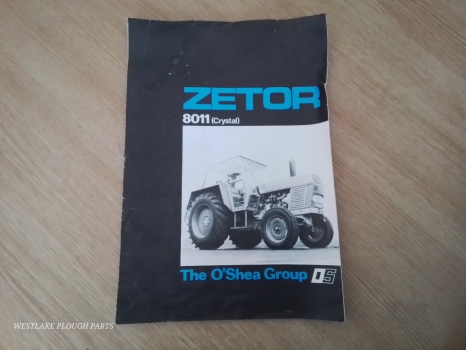 ZETOR
8011 (Crystal)
The O'Shea Group OS
WESTLAKE PLOUGH PARTS